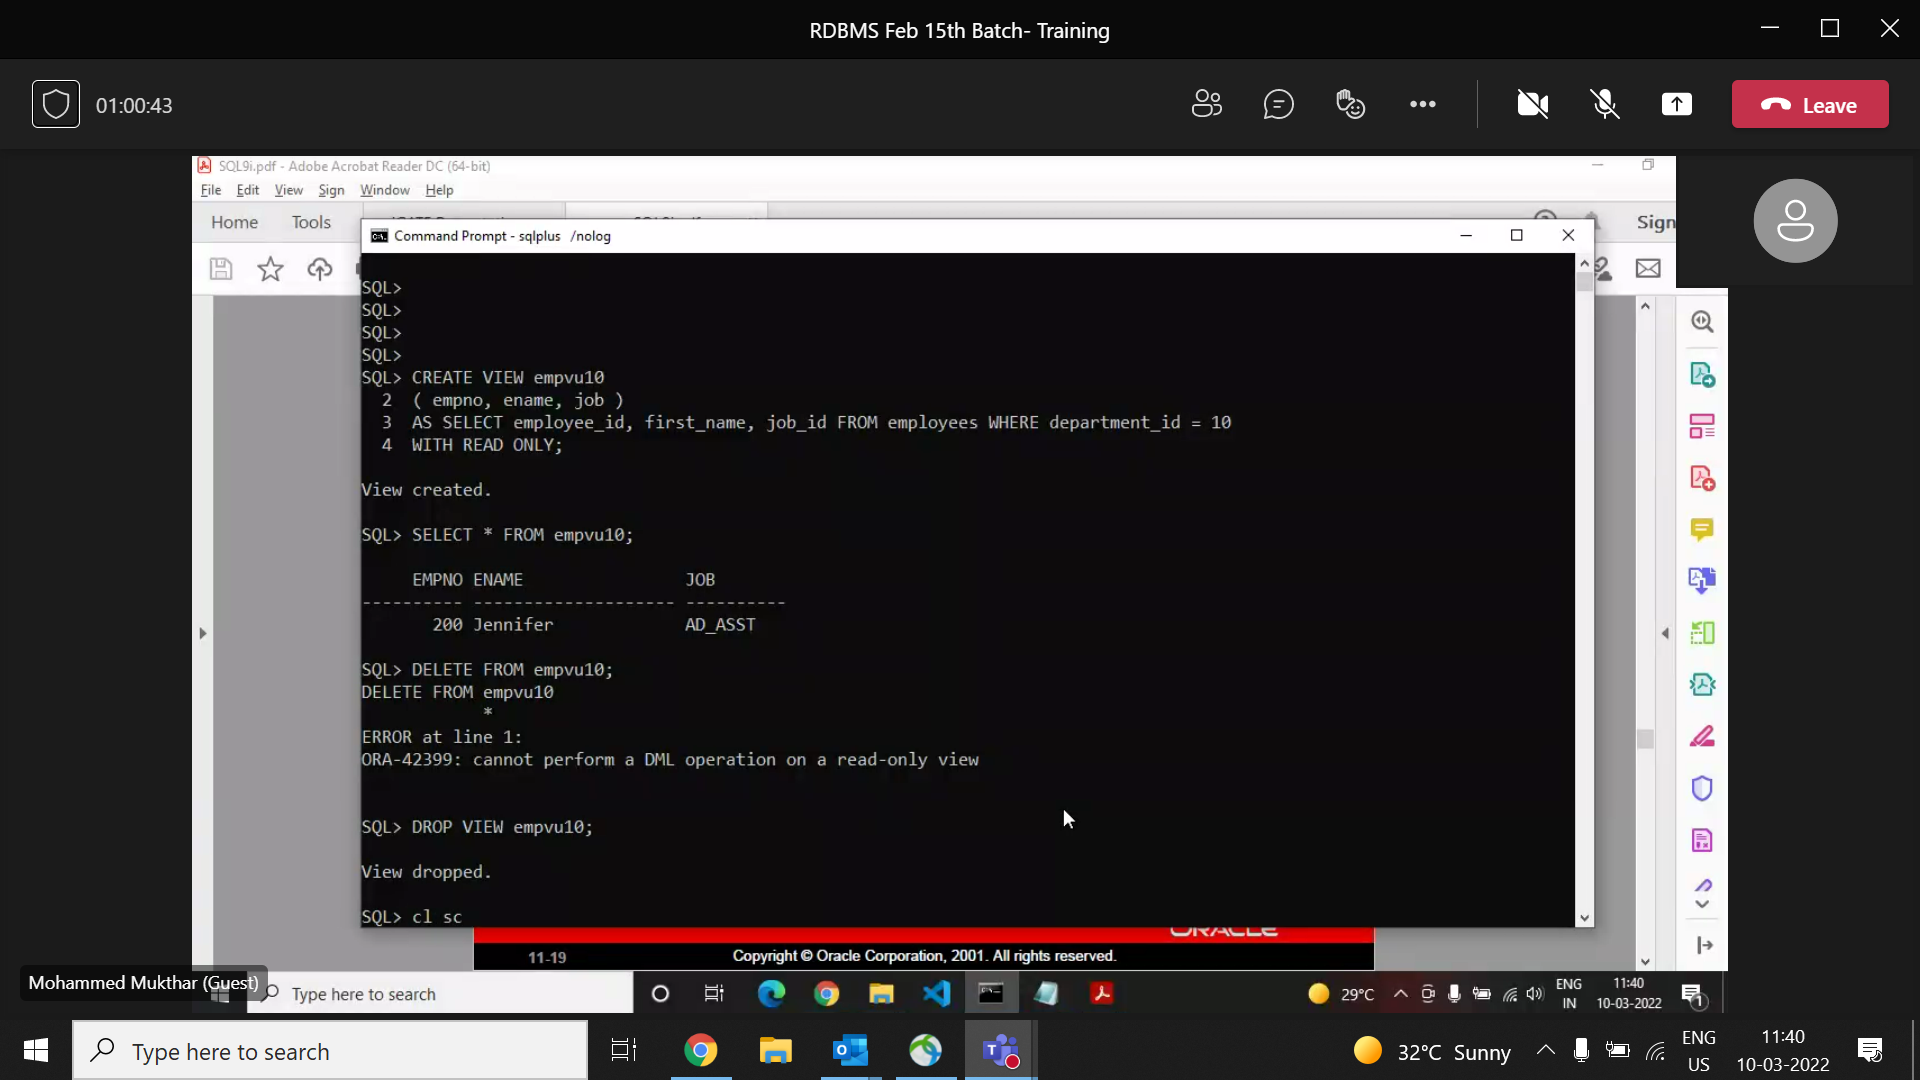 RDBMS Feb 15th Batch- Training
01:00:43
Leave
SQL9i.pdf - Adobe Acrobat Reader DC (64-bit)
File Edit View Sign Window Help
Home Tools
Sign
Command Prompt - sqlplus /nolog
SQL>
SQL>
SQL>
SQL>
SQL> CREATE VIEW empvu10
2 ( empno, ename, job )
3 AS SELECT employee_id, first_name, job_id FROM employees WHERE department_id = 10
4 WITH READ ONLY;
View created.
SQL> SELECT * FROM empvu10;
EMPNO ENAME JOB
---------- -------------------- ----------
200 Jennifer AD_ASST
SQL> DELETE FROM empvu10;
DELETE FROM empvu10
*
ERROR at line 1:
ORA-42399: cannot perform a DML operation on a read-only view
SQL> DROP VIEW empvu10;
View dropped.
SQL> cl sc
ORACLE
11-19 Copyright © Oracle Corporation, 2001. All rights reserved.
Mohammed Mukthar (Guest)
Type here to search
29°C
ENG
IN
11:40
10-03-2022
1
Type here to search
32°C Sunny
ENG
US
11:40
10-03-2022